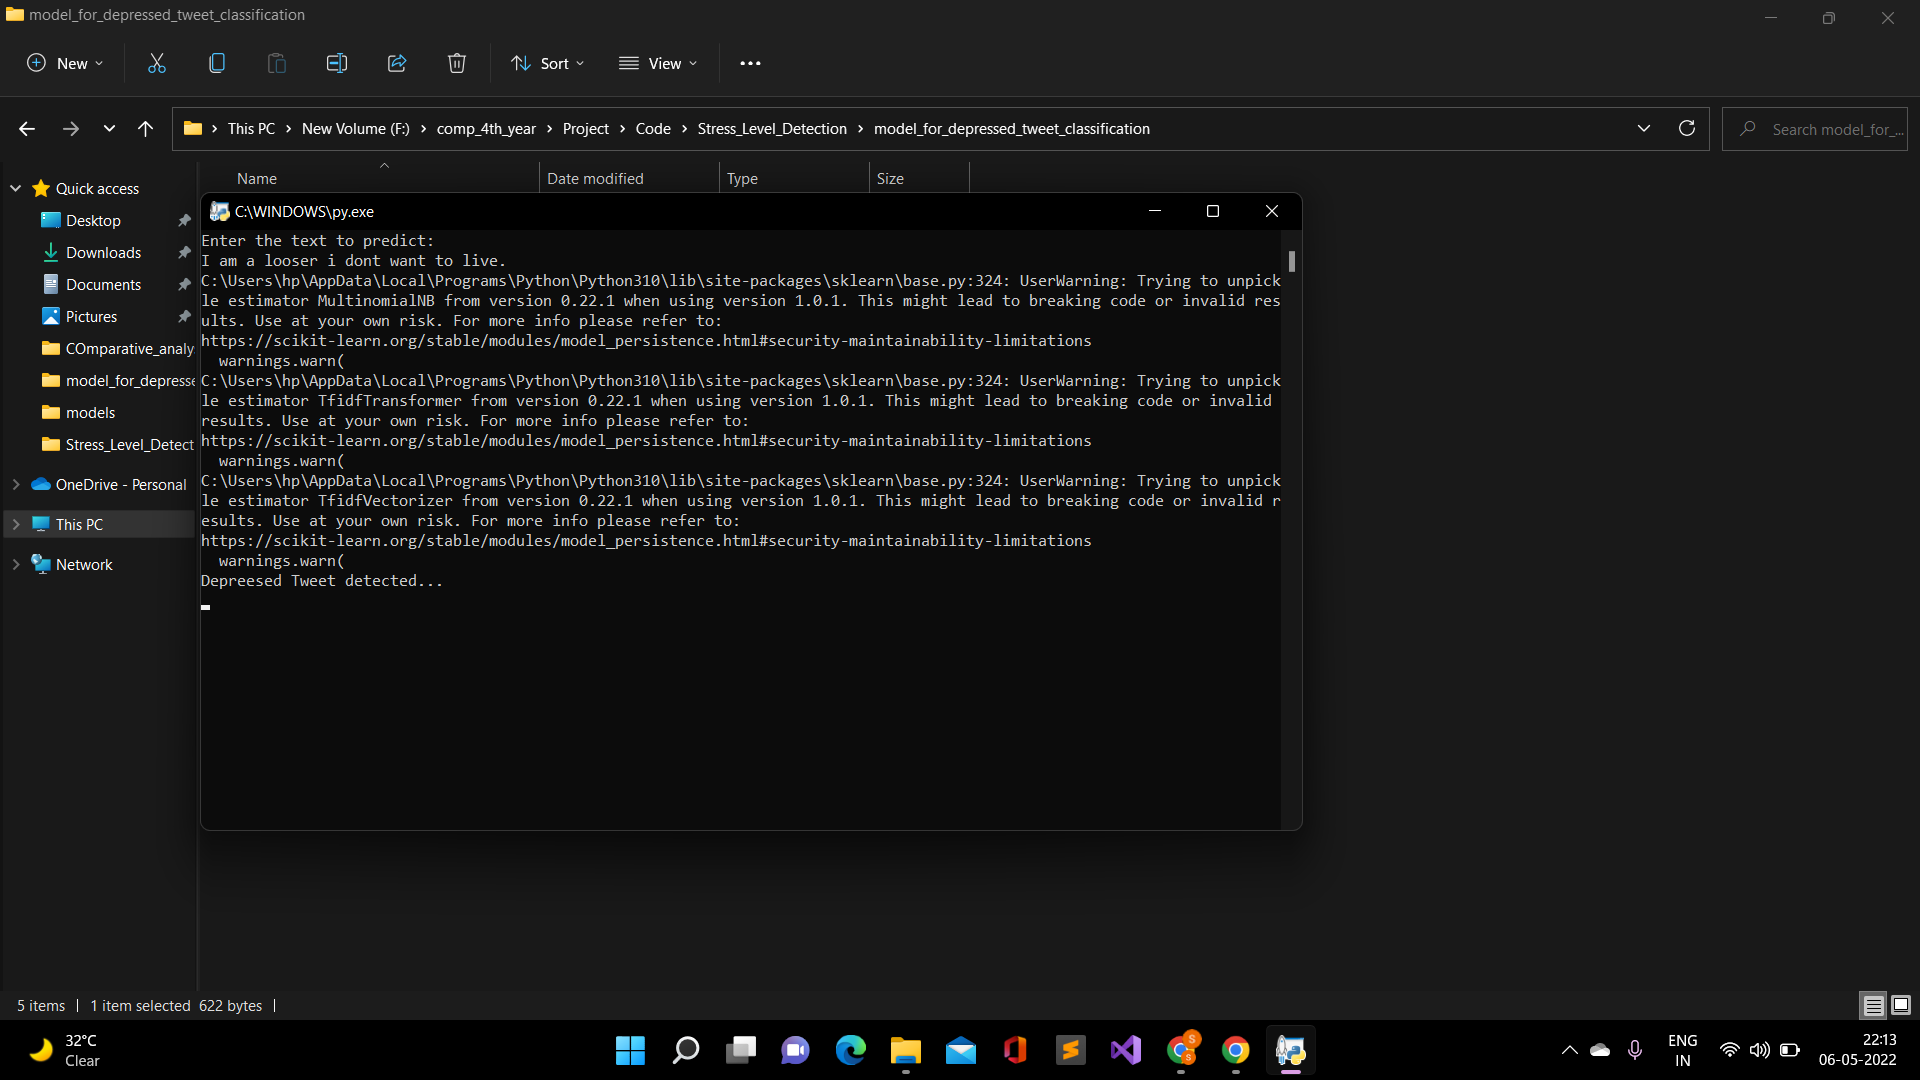 model_for_depressed_tweet_classification
New
Sort
View
This PC
New Volume (F:)
comp_4th_year
Project
Code
Stress_Level_Detection
model_for_depressed_tweet_classification
Search model_for_...
Name
Date modified
Type
Size
Quick access
Desktop
Downloads
Documents
Pictures
COmparative_analy
model_for_depresse
models
Stress_Level_Detect
OneDrive - Personal
This PC
Network
C:\WINDOWS\py.exe
Enter the text to predict:
I am a looser i dont want to live.
C:\Users\hp\AppData\Local\Programs\Python\Python310\lib\site-packages\sklearn\base.py:324: UserWarning: Trying to unpick
le estimator MultinomialNB from version 0.22.1 when using version 1.0.1. This might lead to breaking code or invalid res
ults. Use at your own risk. For more info please refer to:
https://scikit-learn.org/stable/modules/model_persistence.html#security-maintainability-limitations
warnings.warn(
C:\Users\hp\AppData\Local\Programs\Python\Python310\lib\site-packages\sklearn\base.py:324: UserWarning: Trying to unpick
le estimator TfidfTransformer from version 0.22.1 when using version 1.0.1. This might lead to breaking code or invalid
results. Use at your own risk. For more info please refer to:
https://scikit-learn.org/stable/modules/model_persistence.html#security-maintainability-limitations
warnings.warn(
C:\Users\hp\AppData\Local\Programs\Python\Python310\lib\site-packages\sklearn\base.py:324: UserWarning: Trying to unpick
le estimator TfidfVectorizer from version 0.22.1 when using version 1.0.1. This might lead to breaking code or invalid r
esults. Use at your own risk. For more info please refer to:
https://scikit-learn.org/stable/modules/model_persistence.html#security-maintainability-limitations
warnings.warn(
Depreesed Tweet detected...
5 items
1 item selected 622 bytes
32°C
Clear
S
S
ENG
IN
22:13
06-05-2022